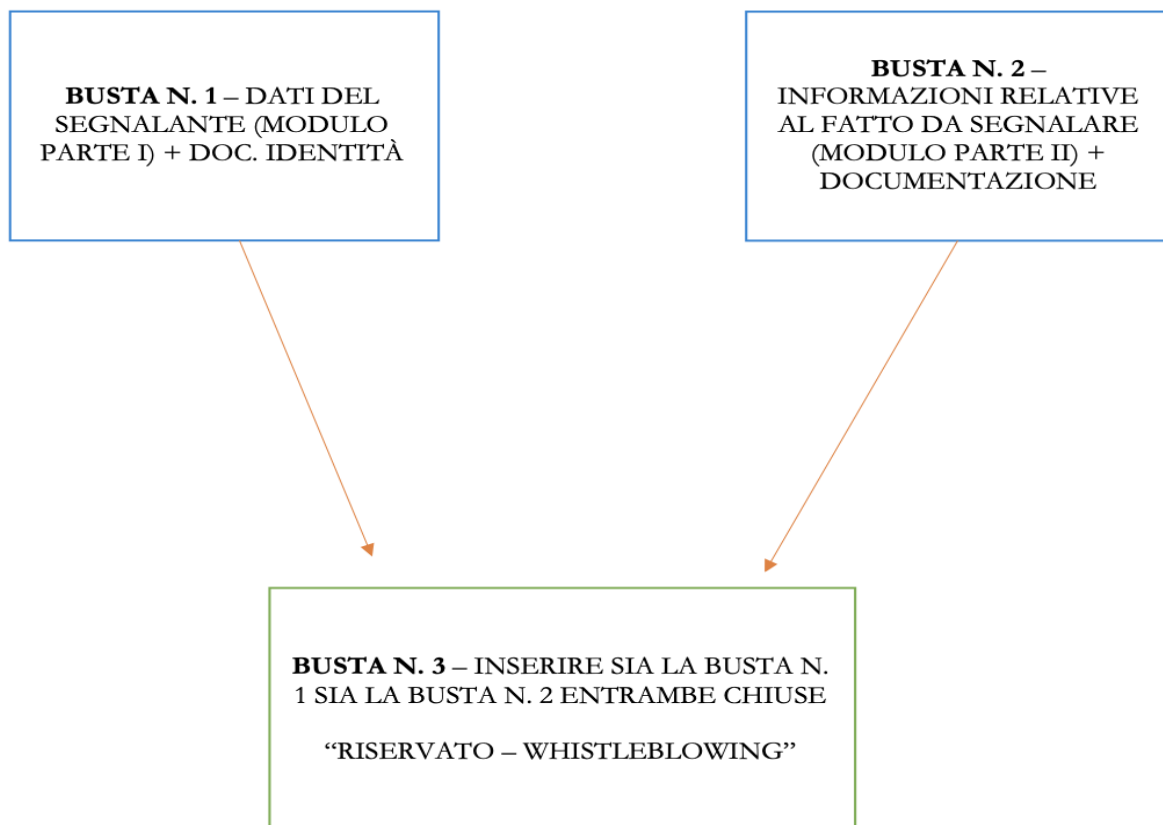 BUSTA N. 1 – DATI DEL
SEGNALANTE (MODULO
PARTE I) + DOC. IDENTITÀ
BUSTA N. 2 –
INFORMAZIONI RELATIVE
AL FATTO DA SEGNALARE
(MODULO PARTE II) +
DOCUMENTAZIONE
BUSTA N. 3 – INSERIRE SIA LA BUSTA N.
1 SIA LA BUSTA N. 2 ENTRAMBE CHIUSE
“RISERVATO – WHISTLEBLOWING”